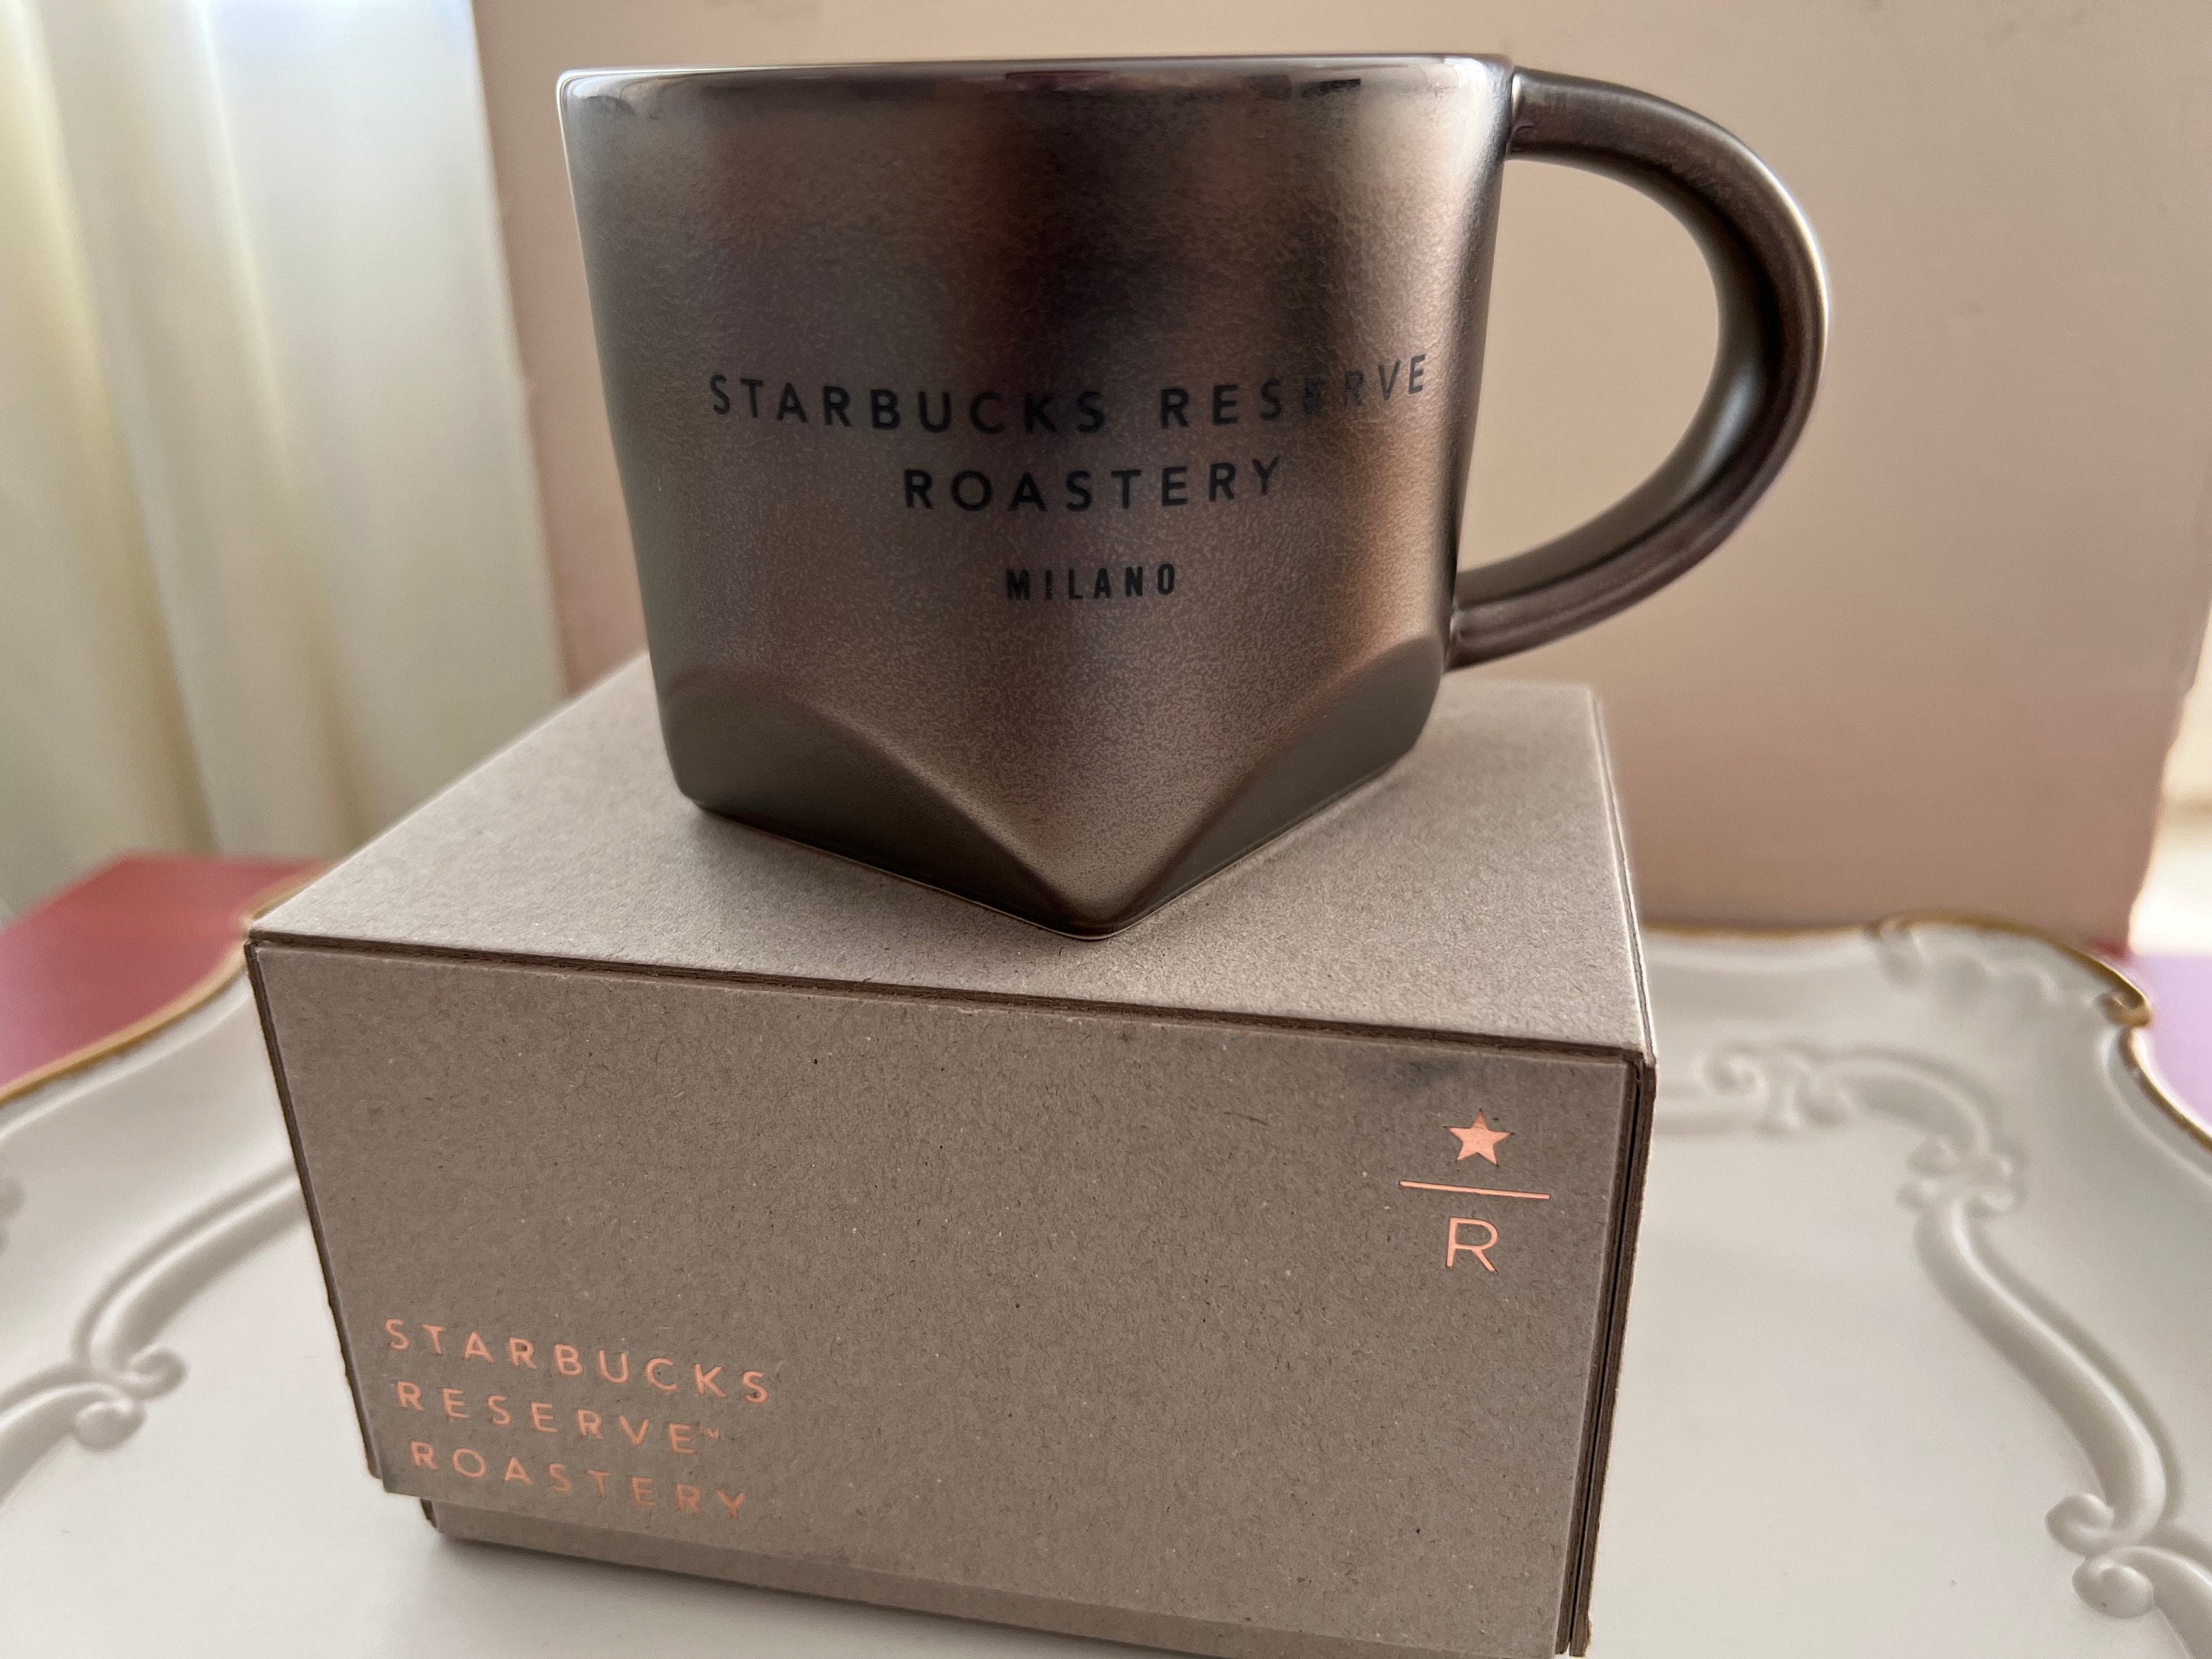 STARBUCKS RESERVE
ROASTERY
MILANO
R
STARBUCKS
RESERVE™
ROASTERY